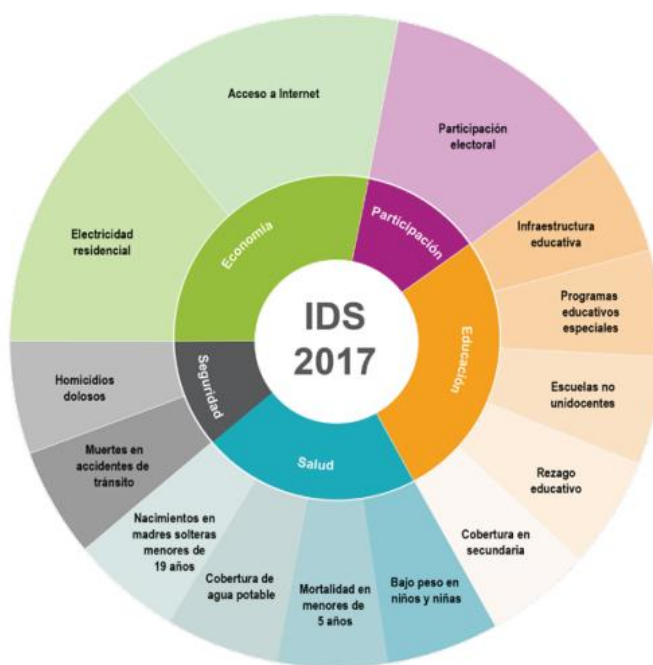 Acceso a Internet
Participación
electoral
Electricidad
residencial
Economía
Participación
Infraestructura
educativa
IDS
2017
Programas
educativos
especiales
Educación
Homicidios
dolosos
Seguridad
Escuelas no
unidocentes
Muertes en
accidentes de
tránsito
Salud
Rezago
educativo
Nacimientos en
madres solteras
menores de
19 años
Cobertura en
secundaria
Cobertura de
agua potable
Mortalidad en
menores de
5 años
Bajo peso en
niños y niñas